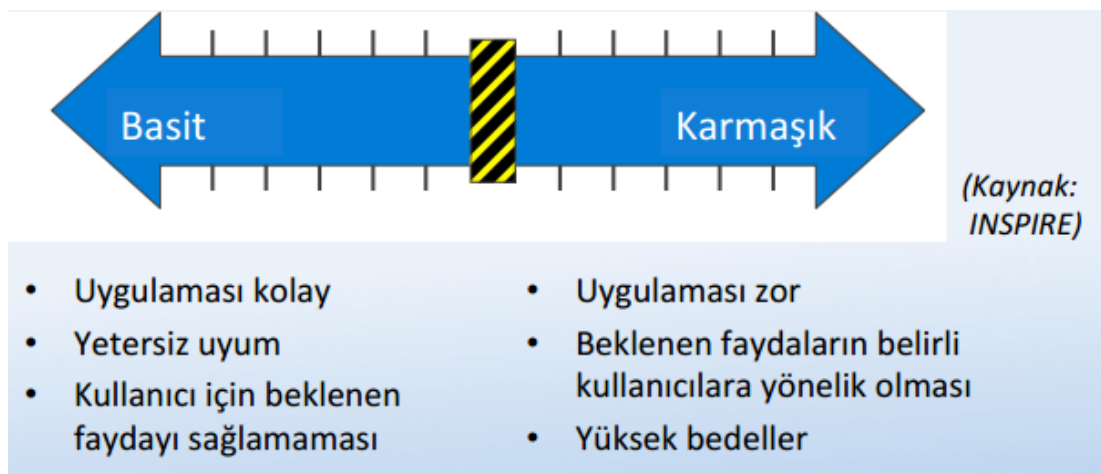 Basit
Karmaşık
(Kaynak:
INSPIRE)
• Uygulaması kolay
• Yetersiz uyum
• Kullanıcı için beklenen
faydayı sağlamaması
• Uygulaması zor
• Beklenen faydaların belirli
kullanıcılara yönelik olması
• Yüksek bedeller